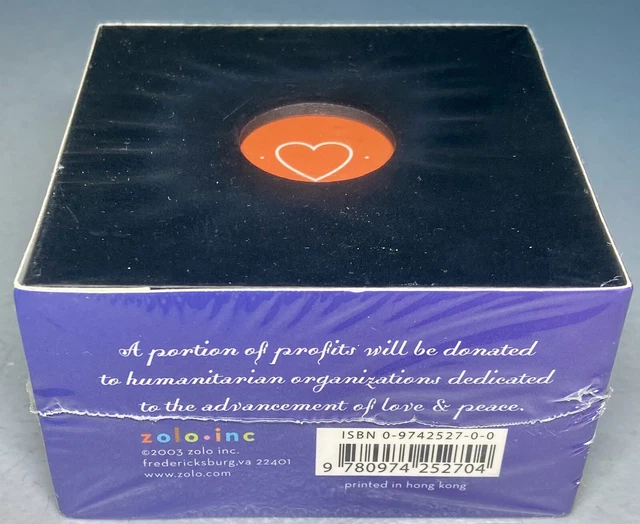 A portion of profits will be donated
to humanitarian organizations dedicated
to the advancement of love & peace.
zolo•inc
©2003 zolo inc.
fredericksburg,va 22401
www.zolo.com
ISBN 0-9742527-0-0
9 780974 252704
printed in hong kong